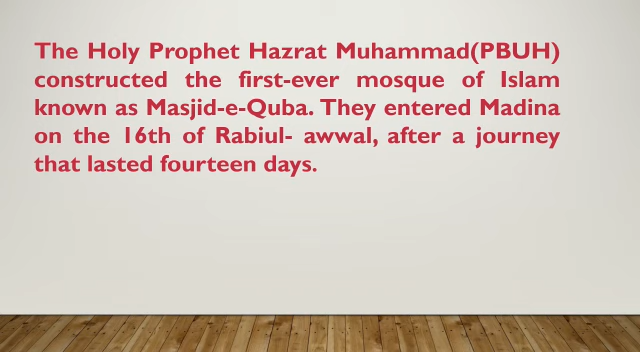 The Holy Prophet Hazrat Muhammad(PBUH)
constructed the first-ever mosque of Islam
known as Masjid-e-Quba. They entered Madina
on the 16th of Rabiul- awwal, after a journey
that lasted fourteen days.